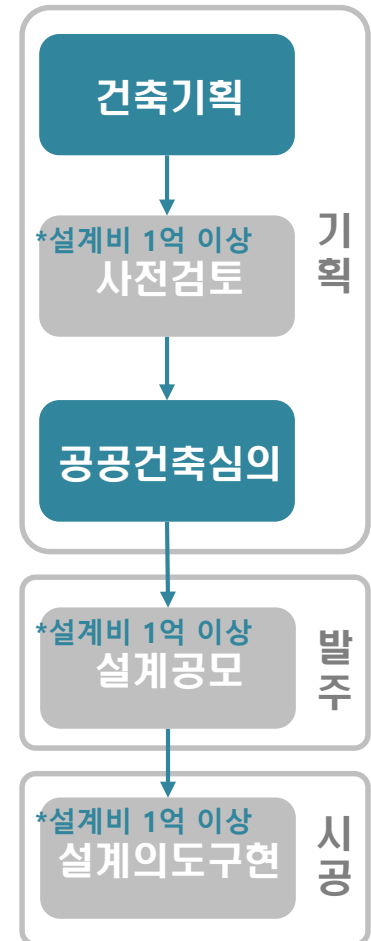 건축기획
*설계비 1억 이상
사전검토
기획
공공건축심의
*설계비 1억 이상
설계공모
발주
*설계비 1억 이상
설계의도구현
시공